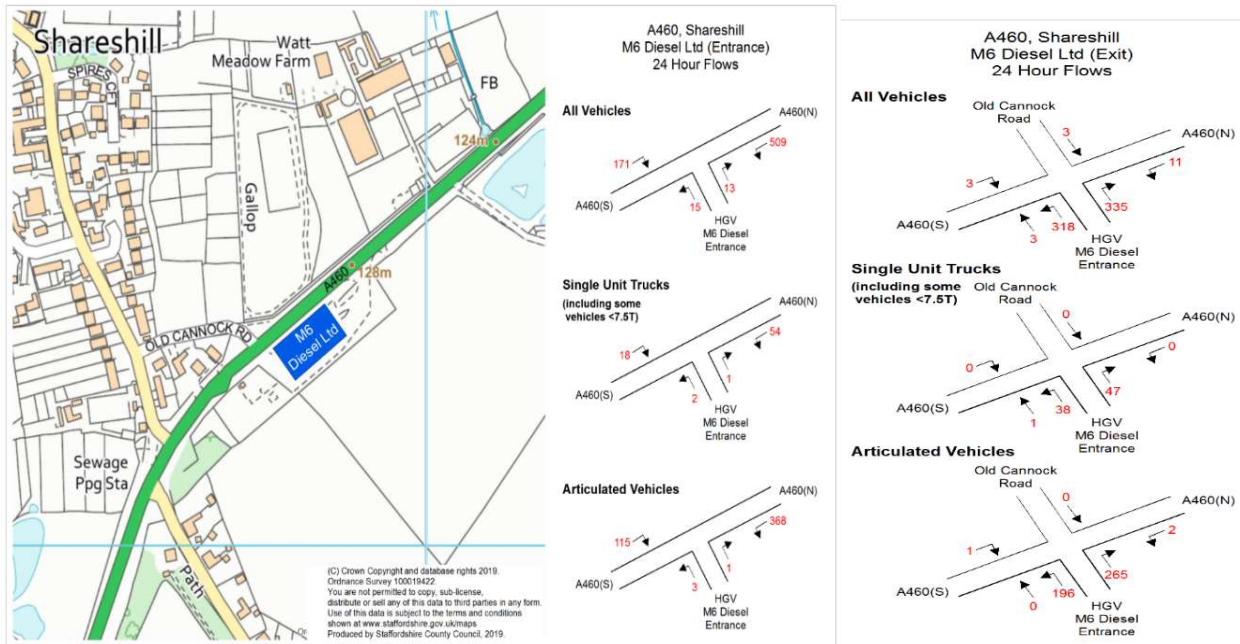 Shareshill
SPIRES CFT
Watt
Meadow Farm
FB
124m
Gallop
A460
128m
OLD CANNOCK RD
M6
Diesel Ltd
Sewage
Ppg Sta
Path
(C) Crown Copyright and database rights 2019.
Ordnance Survey 100019422.
You are not permitted to copy, sub-license,
distribute or sell any of this data to third parties in any form.
Use of this data is subject to the terms and conditions
shown at www.staffordshire.gov.uk/maps
Produced by Staffordshire County Council, 2019.
A460, Shareshill
M6 Diesel Ltd (Entrance)
24 Hour Flows
All Vehicles
A460(N)
171
509
13
15
A460(S)
HGV
M6 Diesel
Entrance
Single Unit Trucks
(including some
vehicles <7.5T)
A460(N)
18
54
1
2
A460(S)
HGV
M6 Diesel
Entrance
Articulated Vehicles
A460(N)
115
368
1
3
A460(S)
HGV
M6 Diesel
Entrance
A460, Shareshill
M6 Diesel Ltd (Exit)
24 Hour Flows
All Vehicles
Old Cannock
Road
3
A460(N)
3
11
A460(S)
335
318
3
HGV
M6 Diesel
Entrance
Single Unit Trucks
(including some
vehicles <7.5T)
Old Cannock
Road
0
A460(N)
0
0
47
A460(S)
38
1
HGV
M6 Diesel
Entrance
Articulated Vehicles
Old Cannock
Road
0
A460(N)
1
2
265
A460(S)
196
0
HGV
M6 Diesel
Entrance